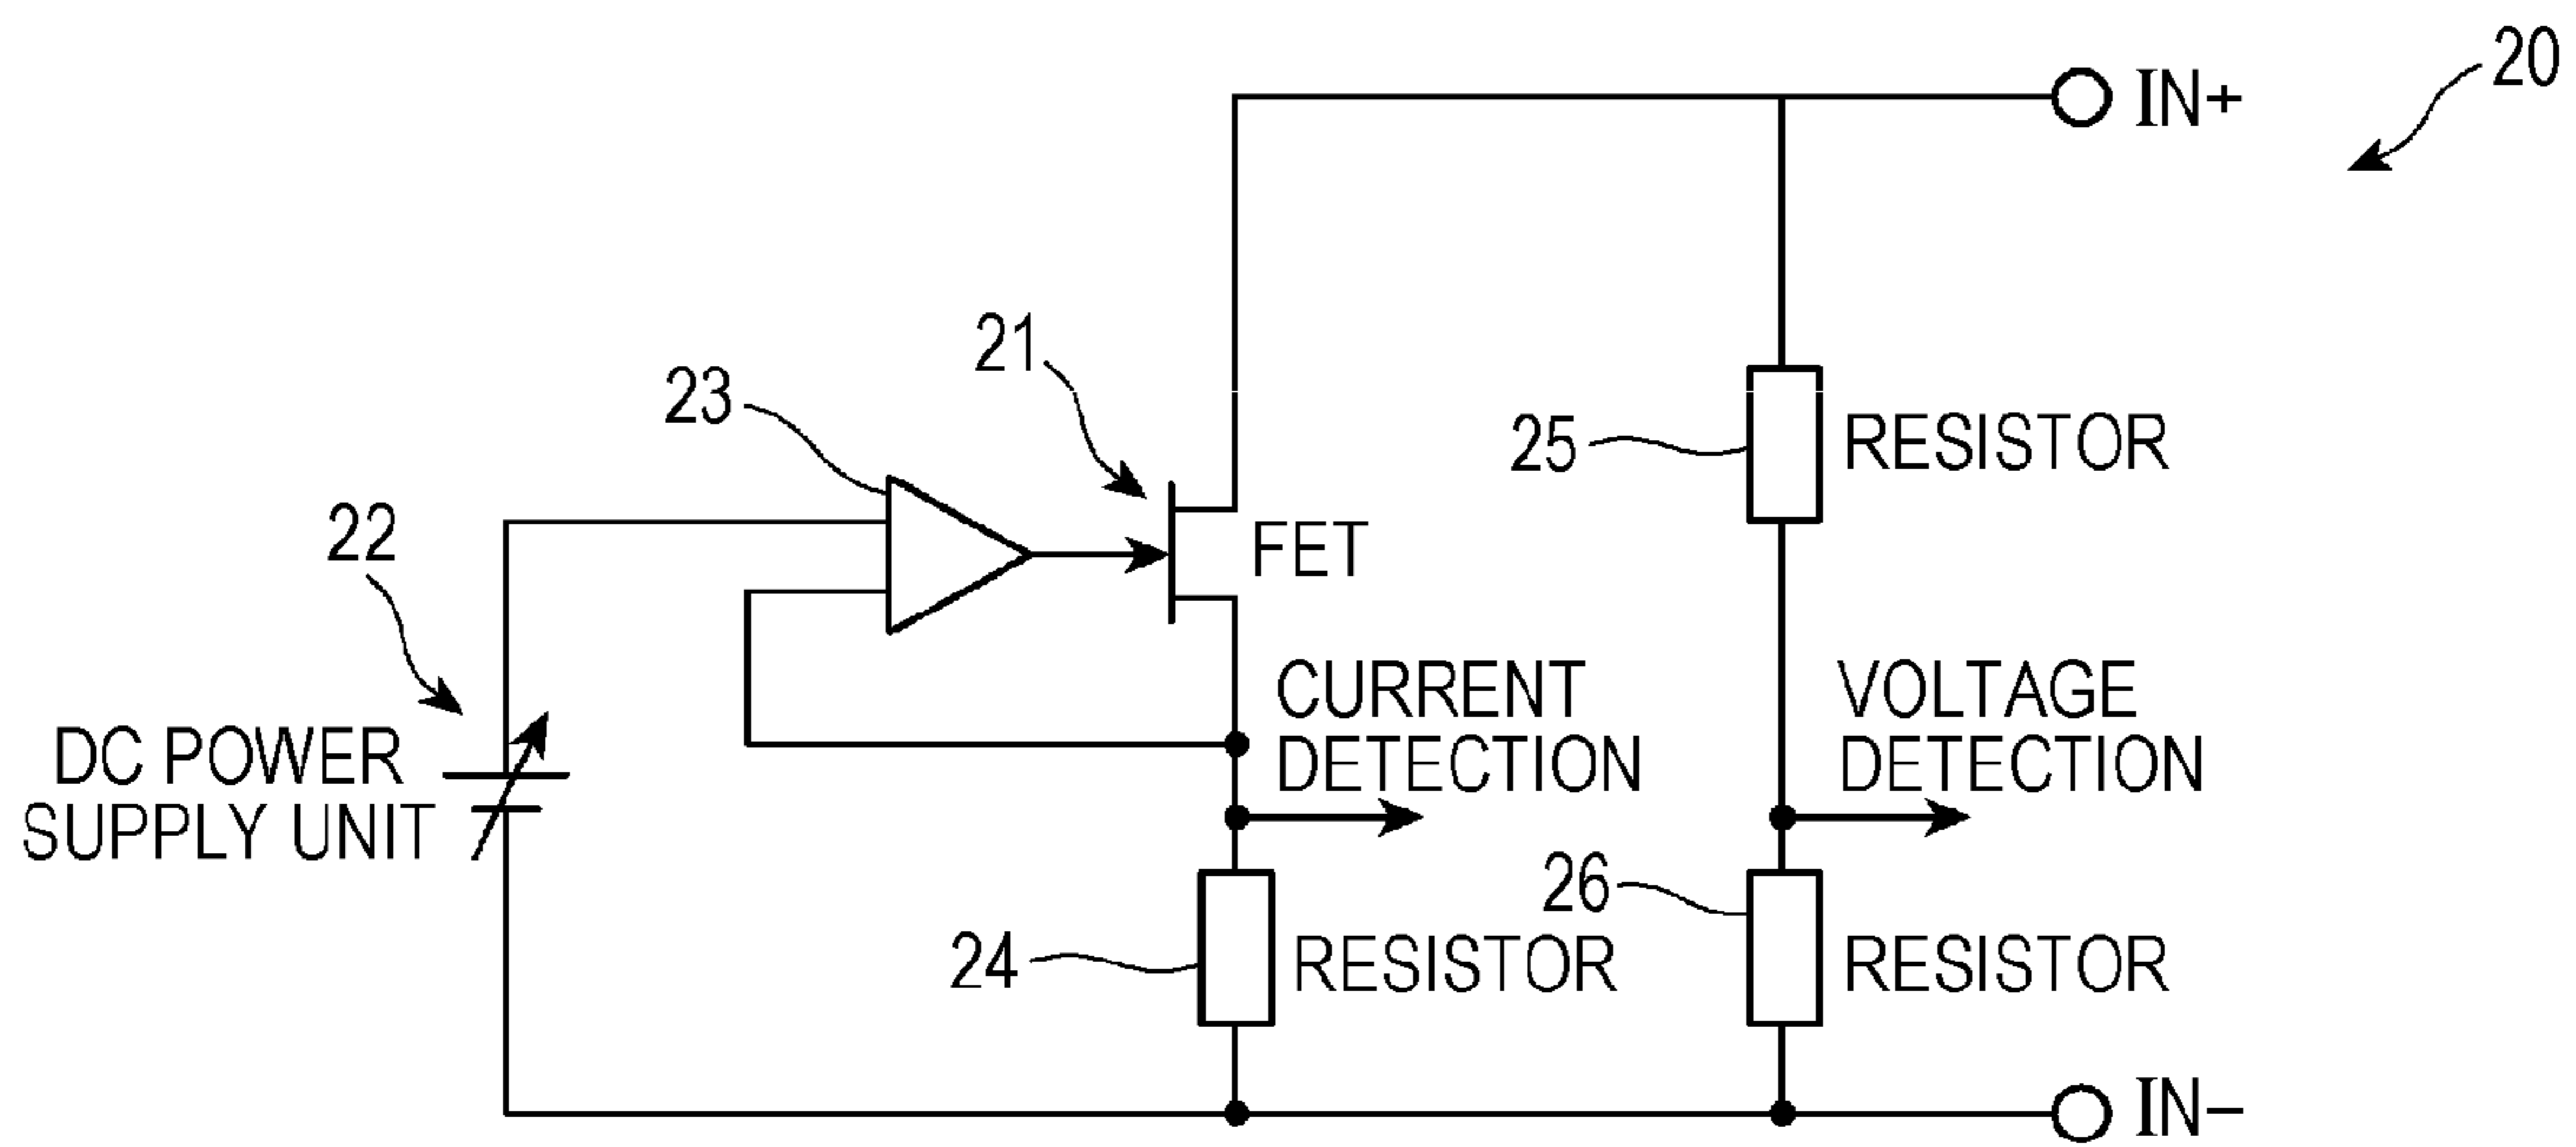 20
IN+
21
23
25
RESISTOR
22
FET
CURRENT
DETECTION
VOLTAGE
DETECTION
DC POWER
SUPPLY UNIT
26
24
RESISTOR
RESISTOR
IN−